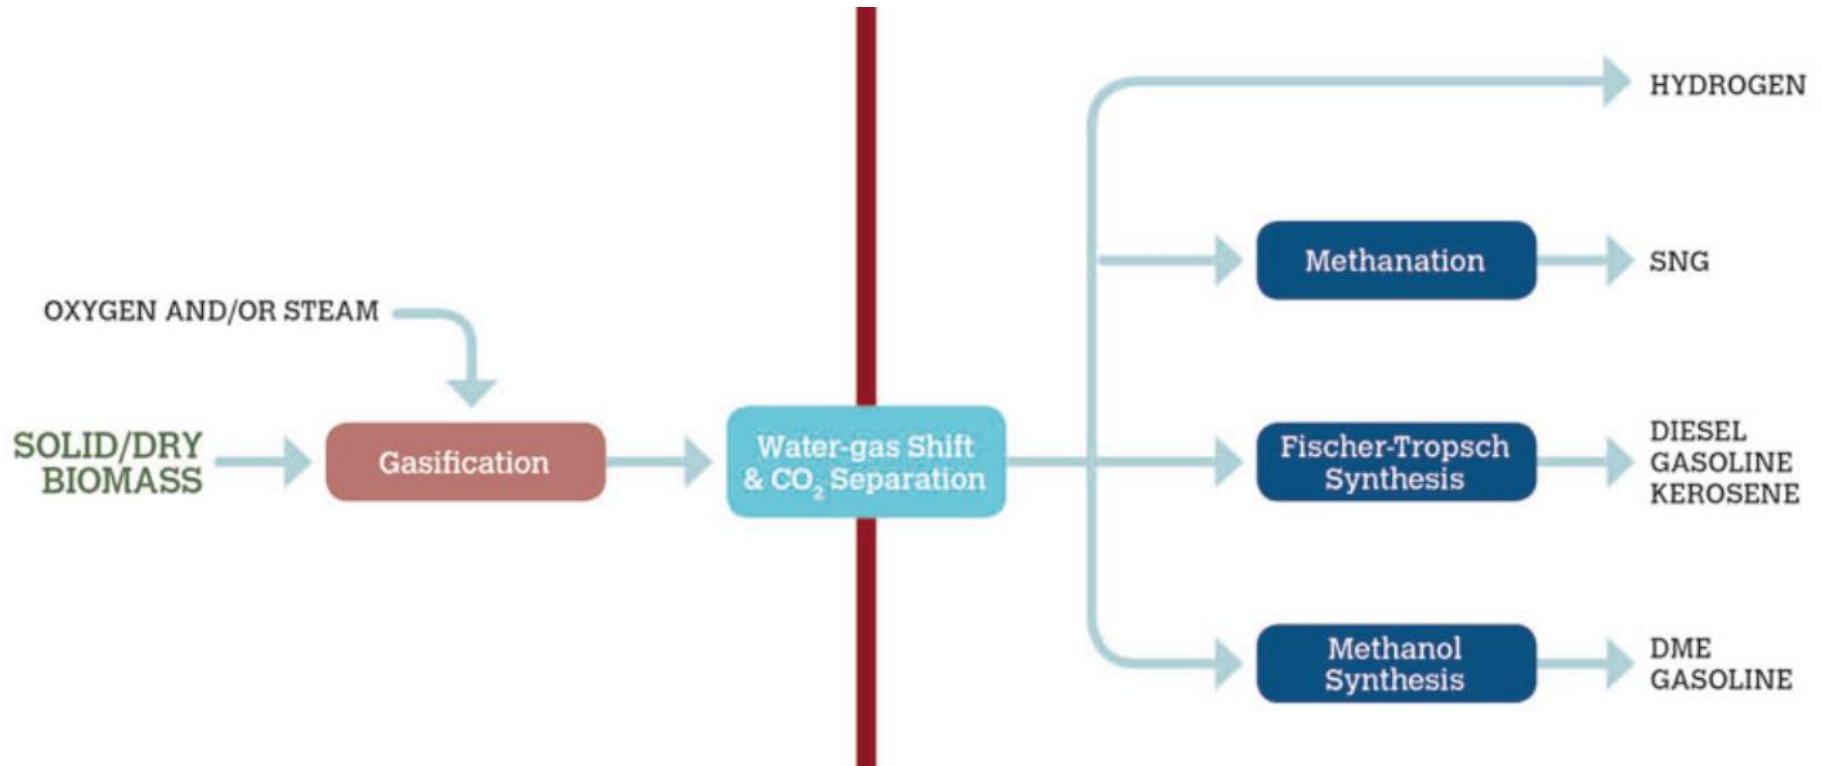 HYDROGEN
Methanation
SNG
OXYGEN AND/OR STEAM
SOLID/DRY
BIOMASS
Gasification
Water-gas Shift
& CO₂ Separation
Fischer-Tropsch
Synthesis
DIESEL
GASOLINE
KEROSENE
Methanol
Synthesis
DME
GASOLINE